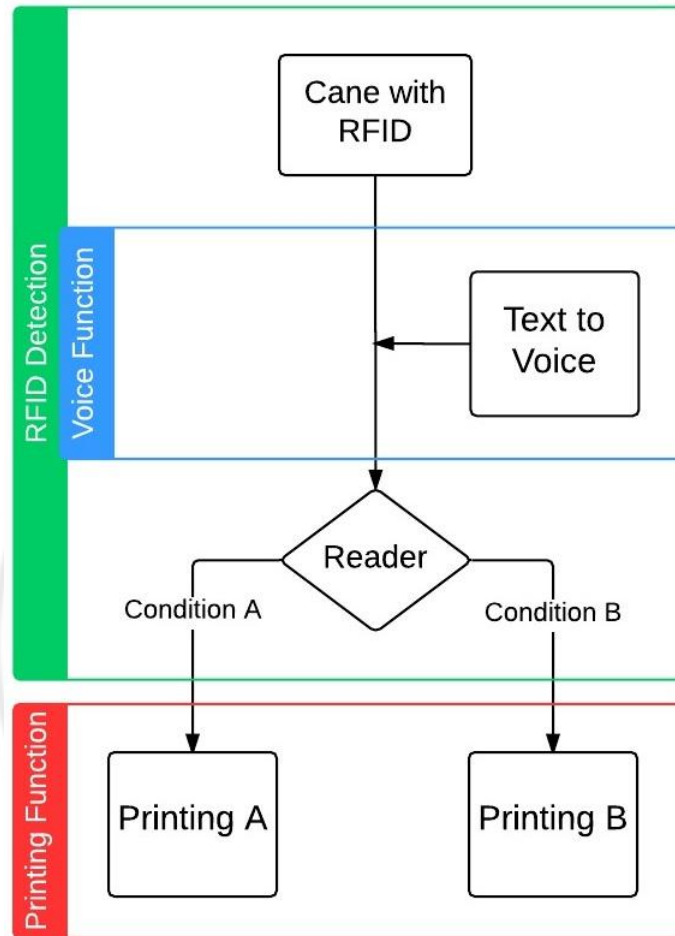 Cane with
RFID
RFID Detection
Voice Function
Text to
Voice
Reader
Condition A
Condition B
Printing Function
Printing A
Printing B